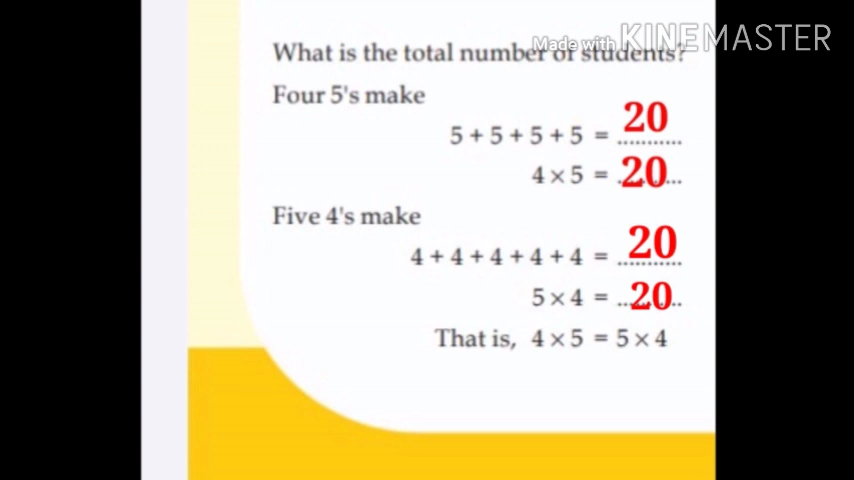 Made with KINEMASTER
What is the total number of students?
Four 5's make
5 + 5 + 5 + 5 = 20
4 × 5 = 20
Five 4's make
4 + 4 + 4 + 4 + 4 = 20
5 × 4 = 20
That is, 4 × 5 = 5 × 4